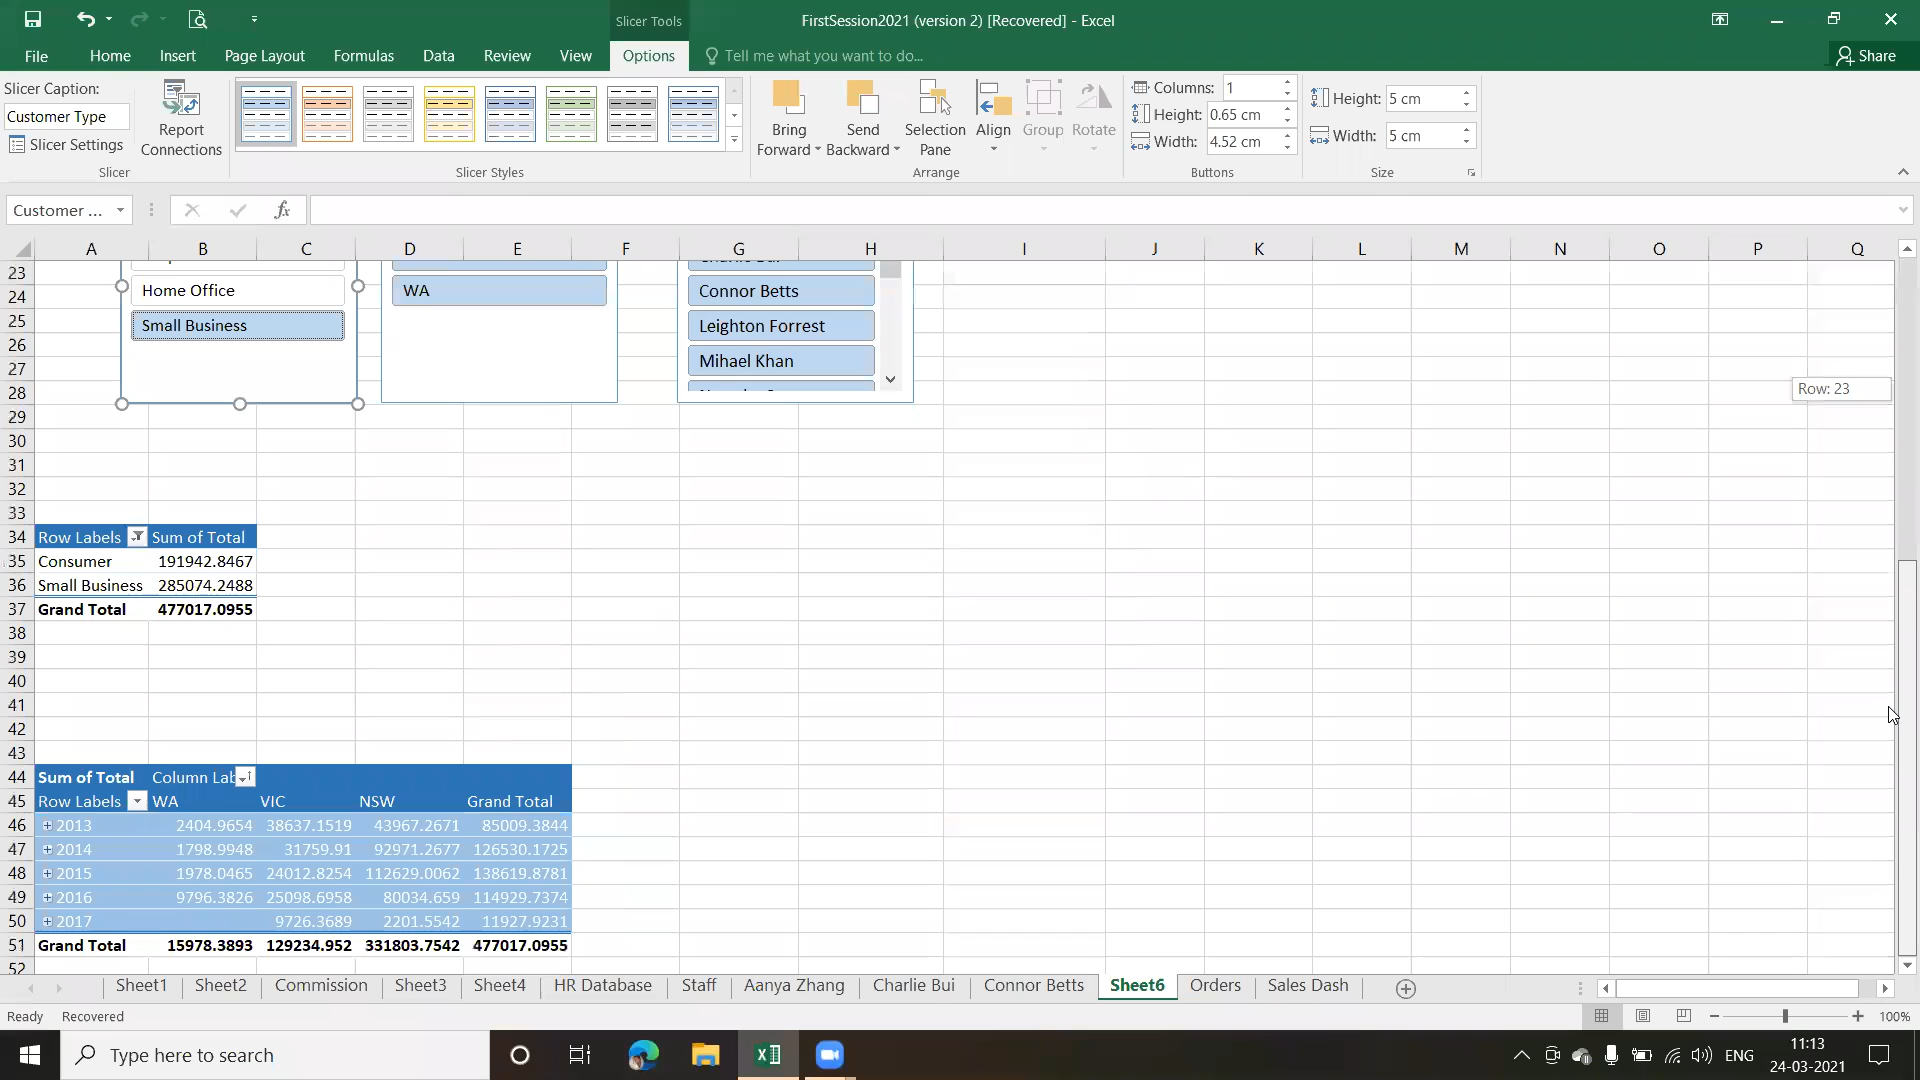 Slicer Tools
FirstSession2021 (version 2) [Recovered] - Excel
File Home Insert Page Layout Formulas Data Review View Options Tell me what you want to do... Share
Slicer Caption:
Customer Type
Slicer Settings
Report Connections
Slicer
Slicer Styles
Bring Forward
Send Backward
Selection Pane
Align
Group
Rotate
Arrange
Columns: 1
Height: 0.65 cm
Width: 4.52 cm
Buttons
Height: 5 cm
Width: 5 cm
Size
Customer ...
fx
A B C D E F G H I J K L M N O P Q
23
24
25
26
27
28
29
30
31
32
33
34
35
36
37
38
39
40
41
42
43
44
45
46
47
48
49
50
51
52
Home Office
Small Business
WA
Connor Betts
Leighton Forrest
Mihael Khan
Row: 23
Row Labels Sum of Total
Consumer 191942.8467
Small Business 285074.2488
Grand Total 477017.0955
Sum of Total Column Lab
Row Labels WA VIC NSW Grand Total
2013 2404.9654 38637.1519 43967.2671 85009.3844
2014 1798.9948 31759.91 92971.2677 126530.1725
2015 1978.0465 24012.8254 112629.0062 138619.8781
2016 9796.3826 25098.6958 80034.659 114929.7374
2017 9726.3689 2201.5542 11927.9231
Grand Total 15978.3893 129234.952 331803.7542 477017.0955
Sheet1 Sheet2 Commission Sheet3 Sheet4 HR Database Staff Aanya Zhang Charlie Bui Connor Betts Sheet6 Orders Sales Dash
Ready Recovered 100%
Type here to search
ENG
11:13
24-03-2021